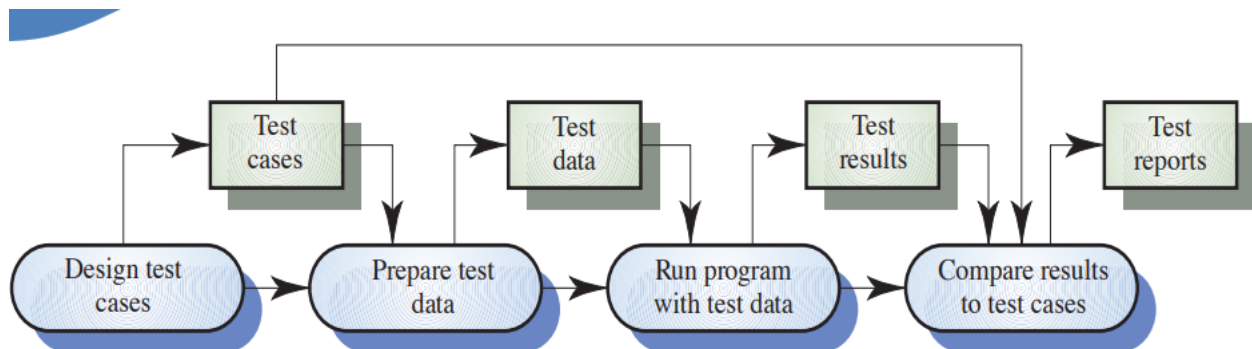 Test
cases
Test
data
Test
results
Test
reports
Design test
cases
Prepare test
data
Run program
with test data
Compare results
to test cases